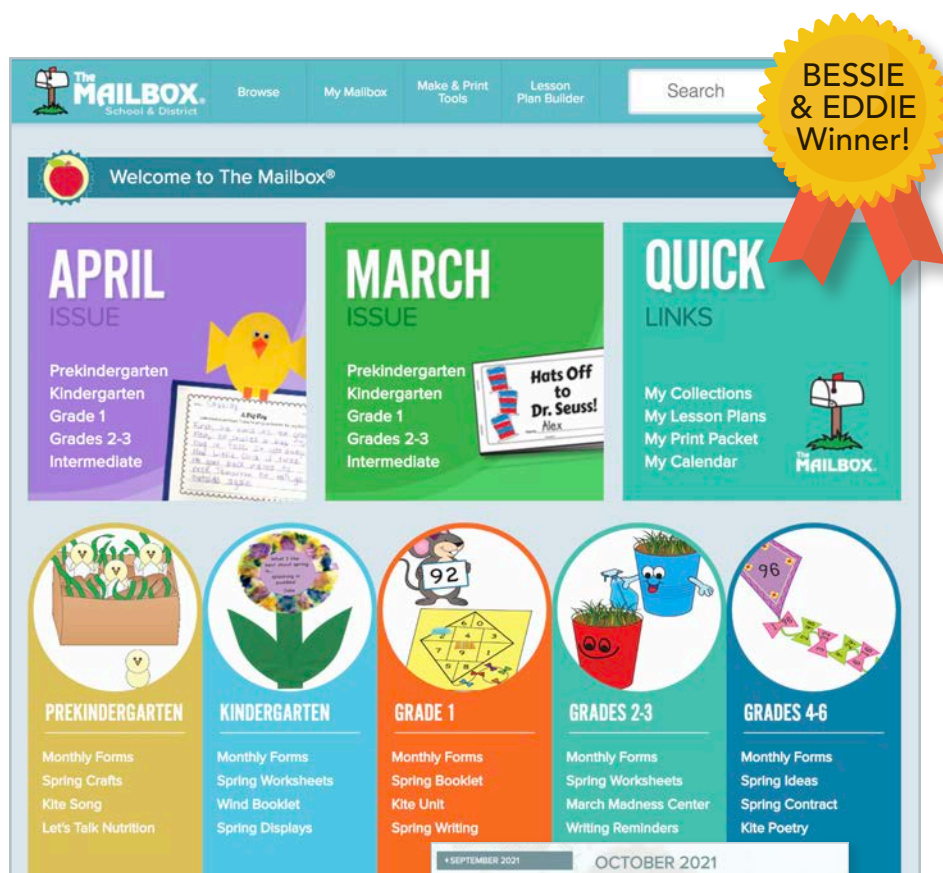 The
MAILBOX®
School & District
Browse
My Mailbox
Make & Print
Tools
Lesson
Plan Builder
Search
BESSIE
& EDDIE
Winner!
Welcome to The Mailbox®
APRIL
ISSUE
Prekindergarten
Kindergarten
Grade 1
Grades 2-3
Intermediate
MARCH
ISSUE
Prekindergarten
Kindergarten
Grade 1
Grades 2-3
Intermediate
Hats Off
to
Dr. Seuss!
Alex
QUICK
LINKS
My Collections
My Lesson Plans
My Print Packet
My Calendar
The
MAILBOX
92
96
PREKINDERGARTEN
Monthly Forms
Spring Crafts
Kite Song
Let's Talk Nutrition
KINDERGARTEN
Monthly Forms
Spring Worksheets
Wind Booklet
Spring Displays
GRADE 1
Monthly Forms
Spring Booklet
Kite Unit
Spring Writing
GRADES 2-3
Monthly Forms
Spring Worksheets
March Madness Center
Writing Reminders
GRADES 4-6
Monthly Forms
Spring Ideas
Spring Contract
Kite Poetry
SEPTEMBER 2021
OCTOBER 2021